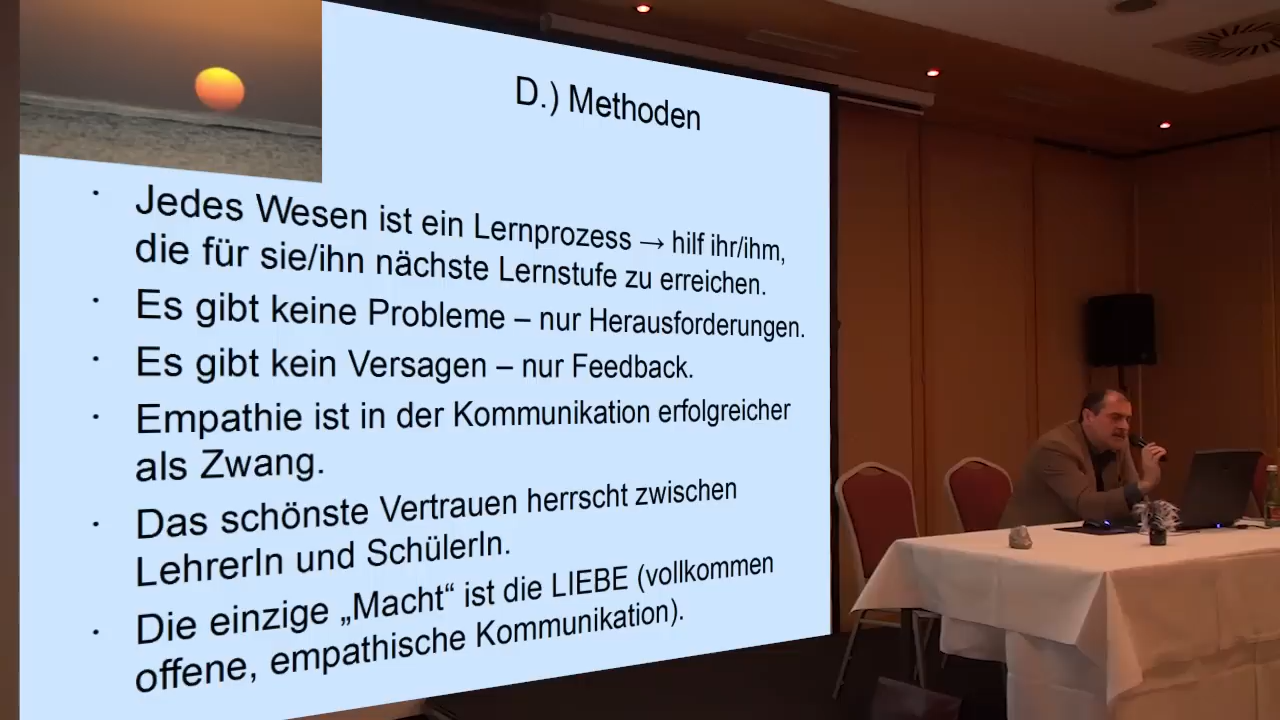 D.) Methoden
· Jedes Wesen ist ein Lernprozess → hilf ihr/ihm,
die für sie/ihn nächste Lernstufe zu erreichen.
· Es gibt keine Probleme – nur Herausforderungen.
· Es gibt kein Versagen – nur Feedback.
· Empathie ist in der Kommunikation erfolgreicher
als Zwang.
· Das schönste Vertrauen herrscht zwischen
LehrerIn und SchülerIn.
· Die einzige „Macht“ ist die LIEBE (vollkommen
offene, empathische Kommunikation).